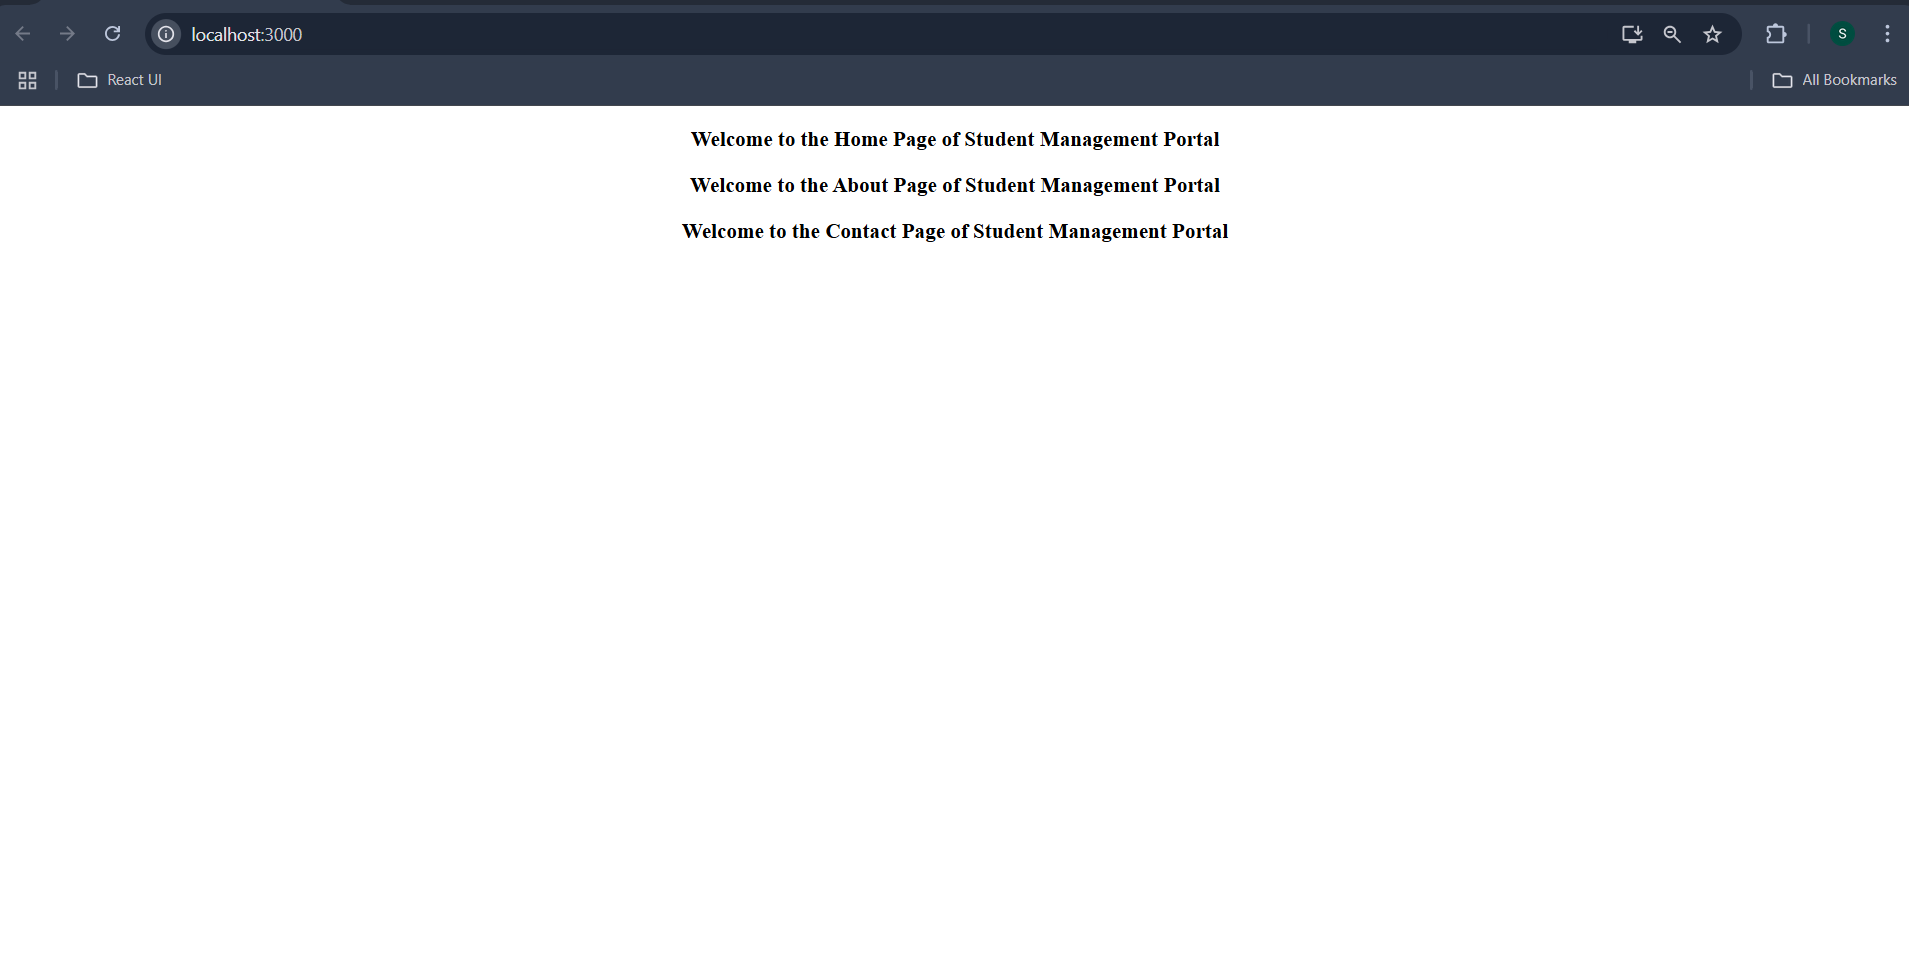 localhost:3000
S
React UI
All Bookmarks
Welcome to the Home Page of Student Management Portal
Welcome to the About Page of Student Management Portal
Welcome to the Contact Page of Student Management Portal